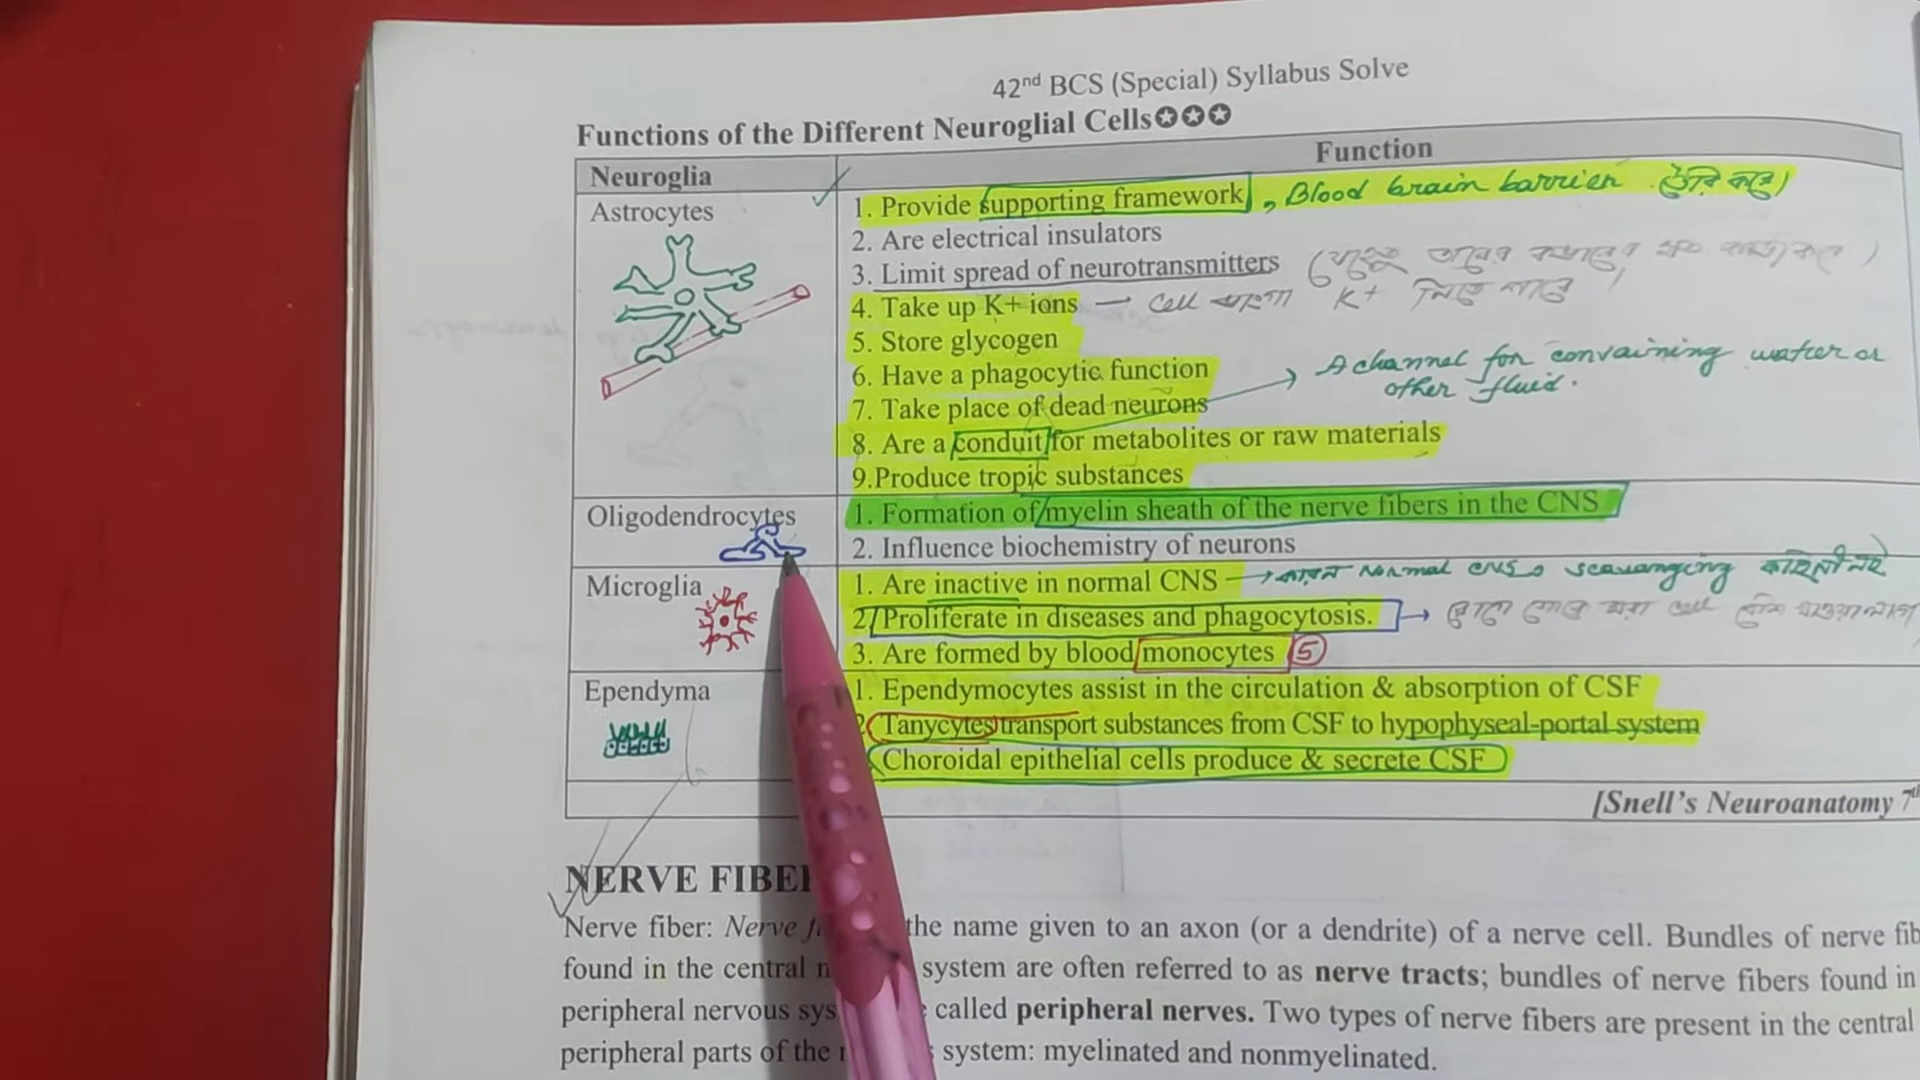 42nd BCS (Special) Syllabus Solve
Functions of the Different Neuroglial Cells✪✪✪
Neuroglia
Function
Astrocytes
1. Provide supporting framework, Blood brain barrier তৈরি করে।
2. Are electrical insulators
3. Limit spread of neurotransmitters
4. Take up K+ ions → cell K+ নিতে পারে
5. Store glycogen
6. Have a phagocytic function
7. Take place of dead neurons
→ A channel for convaining water or
other fluid.
8. Are a conduit for metabolites or raw materials
9.Produce tropic substances
Oligodendrocytes
1. Formation of myelin sheath of the nerve fibers in the CNS
2. Influence biochemistry of neurons
Microglia
1. Are inactive in normal CNS → কারন Normal CNS scavanging
2. Proliferate in diseases and phagocytosis. → cell
3. Are formed by blood monocytes 5
Ependyma
1. Ependymocytes assist in the circulation & absorption of CSF
2 Tanycytes transport substances from CSF to hypophyseal-portal system
Choroidal epithelial cells produce & secrete CSF
[Snell's Neuroanatomy 7th
NERVE FIBE
Nerve fiber: Nerve the name given to an axon (or a dendrite) of a nerve cell. Bundles of nerve fib
found in the central system are often referred to as nerve tracts; bundles of nerve fibers found in
peripheral nervous sys called peripheral nerves. Two types of nerve fibers are present in the central
peripheral parts of the system: myelinated and nonmyelinated.